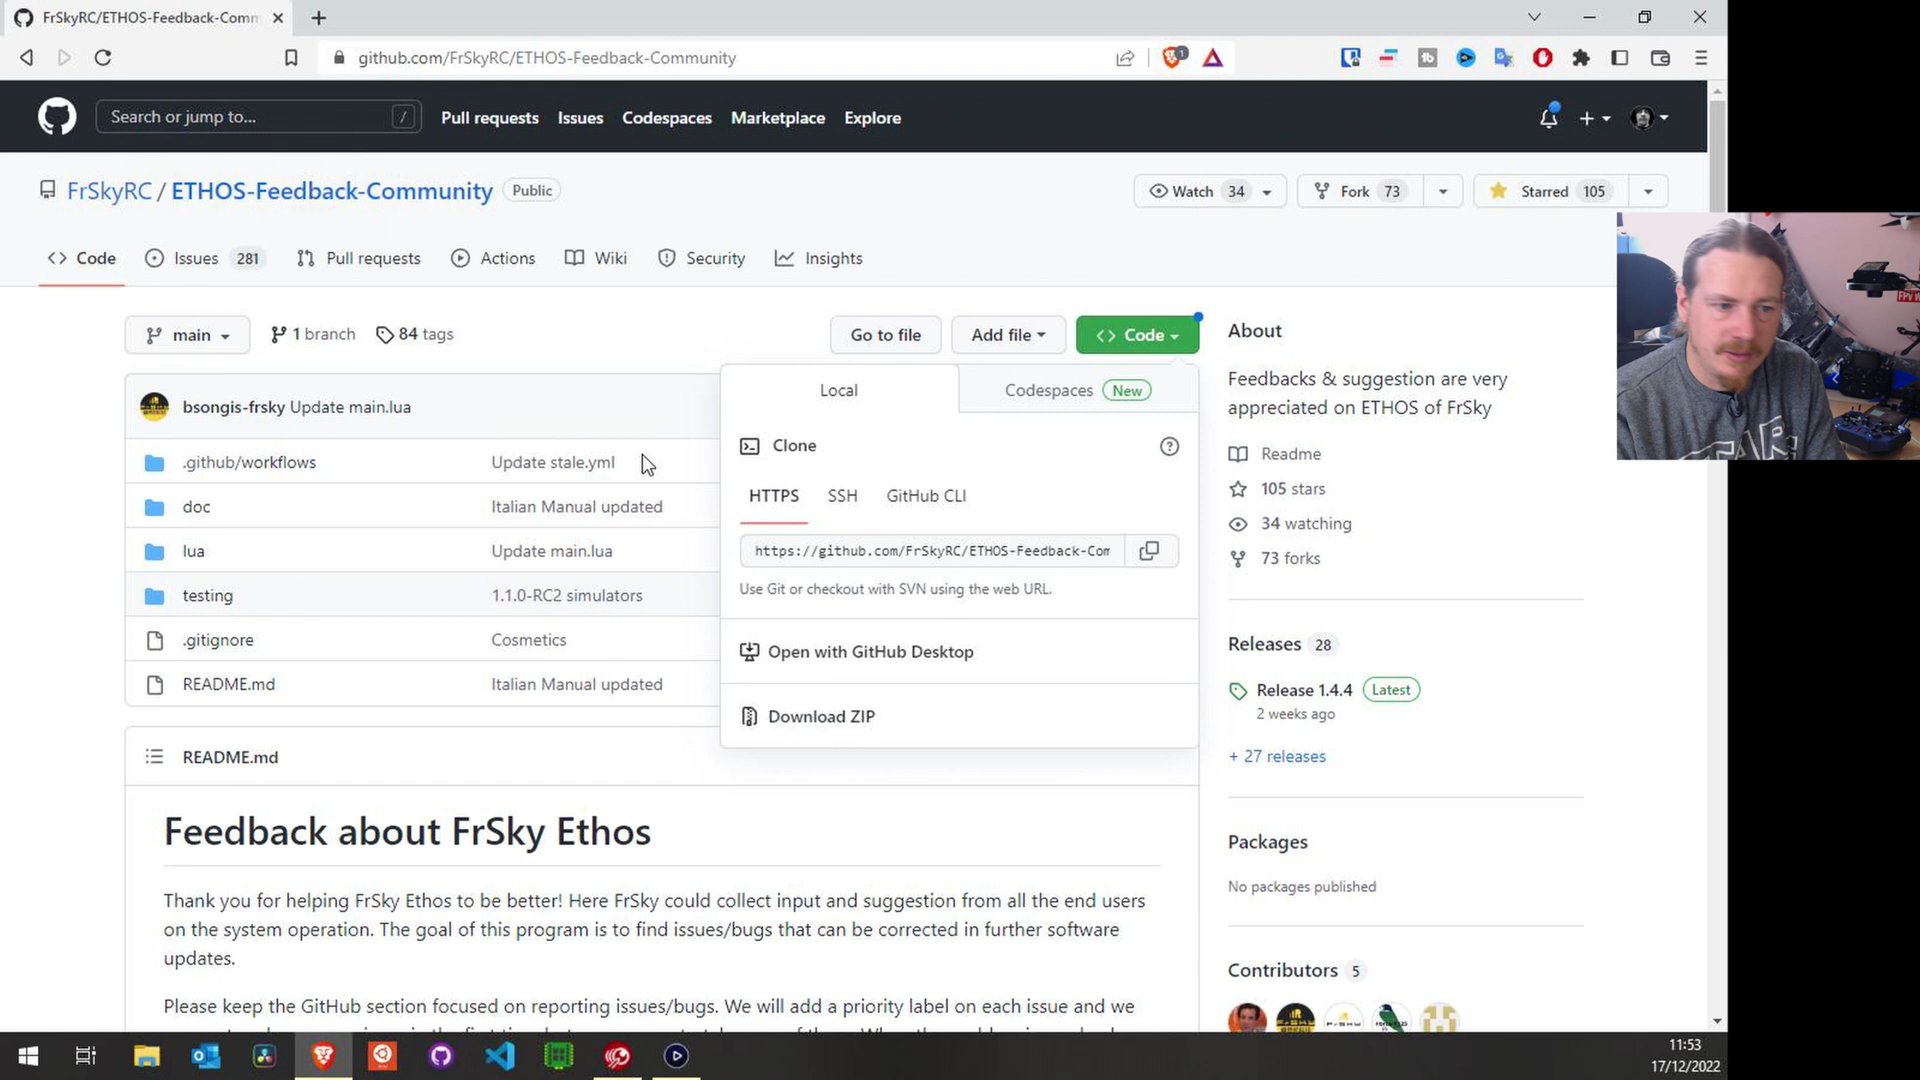 FrSkyRC/ETHOS-Feedback-Comm
github.com/FrSkyRC/ETHOS-Feedback-Community
1
Search or jump to...
/
Pull requests
Issues
Codespaces
Marketplace
Explore
FrSkyRC / ETHOS-Feedback-Community
Public
Watch 34
Fork 73
Starred 105
Code
Issues 281
Pull requests
Actions
Wiki
Security
Insights
main
1 branch
84 tags
Go to file
Add file
Code
About
Feedbacks & suggestion are very
appreciated on ETHOS of FrSky
Readme
105 stars
34 watching
73 forks
bsongis-frsky Update main.lua
.github/workflows
Update stale.yml
doc
Italian Manual updated
lua
Update main.lua
testing
1.1.0-RC2 simulators
.gitignore
Cosmetics
README.md
Italian Manual updated
Local
Codespaces New
Clone
HTTPS
SSH
GitHub CLI
https://github.com/FrSkyRC/ETHOS-Feedback-Com
Use Git or checkout with SVN using the web URL.
Open with GitHub Desktop
Download ZIP
Releases 28
Release 1.4.4 Latest
2 weeks ago
+ 27 releases
Packages
No packages published
Contributors 5
README.md
Feedback about FrSky Ethos
Thank you for helping FrSky Ethos to be better! Here FrSky could collect input and suggestion from all the end users
on the system operation. The goal of this program is to find issues/bugs that can be corrected in further software
updates.
Please keep the GitHub section focused on reporting issues/bugs. We will add a priority label on each issue and we
11:53
17/12/2022